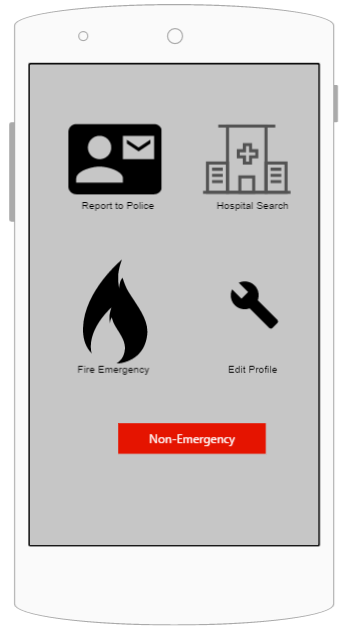 Report to Police
Hospital Search
Fire Emergency
Edit Profile
Non-Emergency